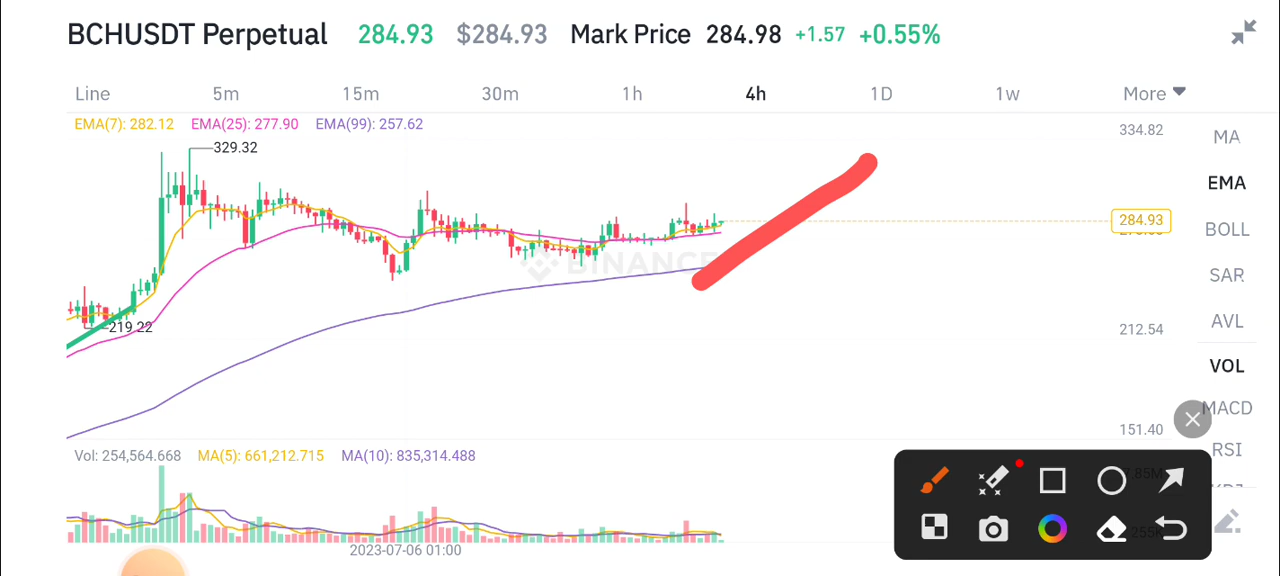 BCHUSDT Perpetual 284.93 $284.93 Mark Price 284.98 +1.57 +0.55%
Line 5m 15m 30m 1h 4h 1D 1w More
EMA(7): 282.12 EMA(25): 277.90 EMA(99): 257.62
334.82
MA
329.32
EMA
284.93
BOLL
BINANCE
SAR
219.22
AVL
212.54
VOL
MACD
151.40
RSI
Vol: 254,564.668 MA(5): 661,212.715 MA(10): 835,314.488
2023-07-06 01:00